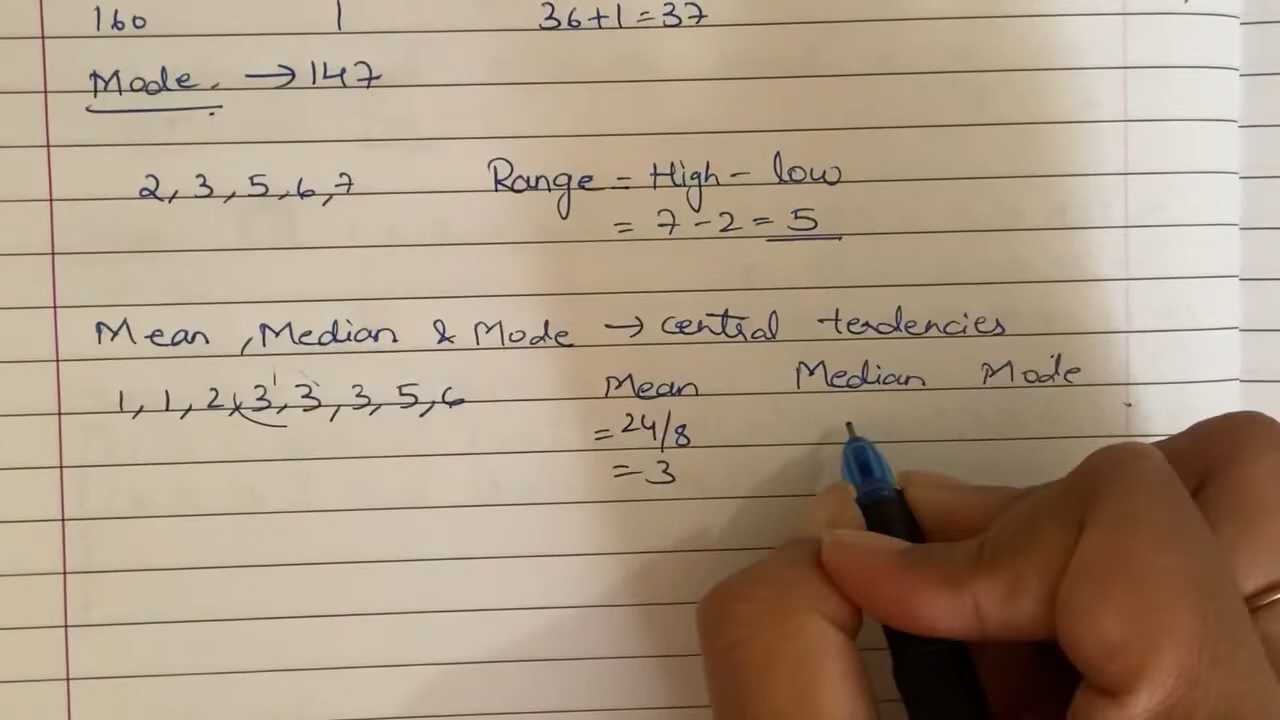 160 1 36+1=37
Mode. → 147
2, 3, 5, 6, 7 Range = High - low
= 7 - 2 = 5
Mean, Median & Mode → central tendencies
1, 1, 2, 3, 3, 3, 5, 6 Mean Median Mode
= 24/8
= 3